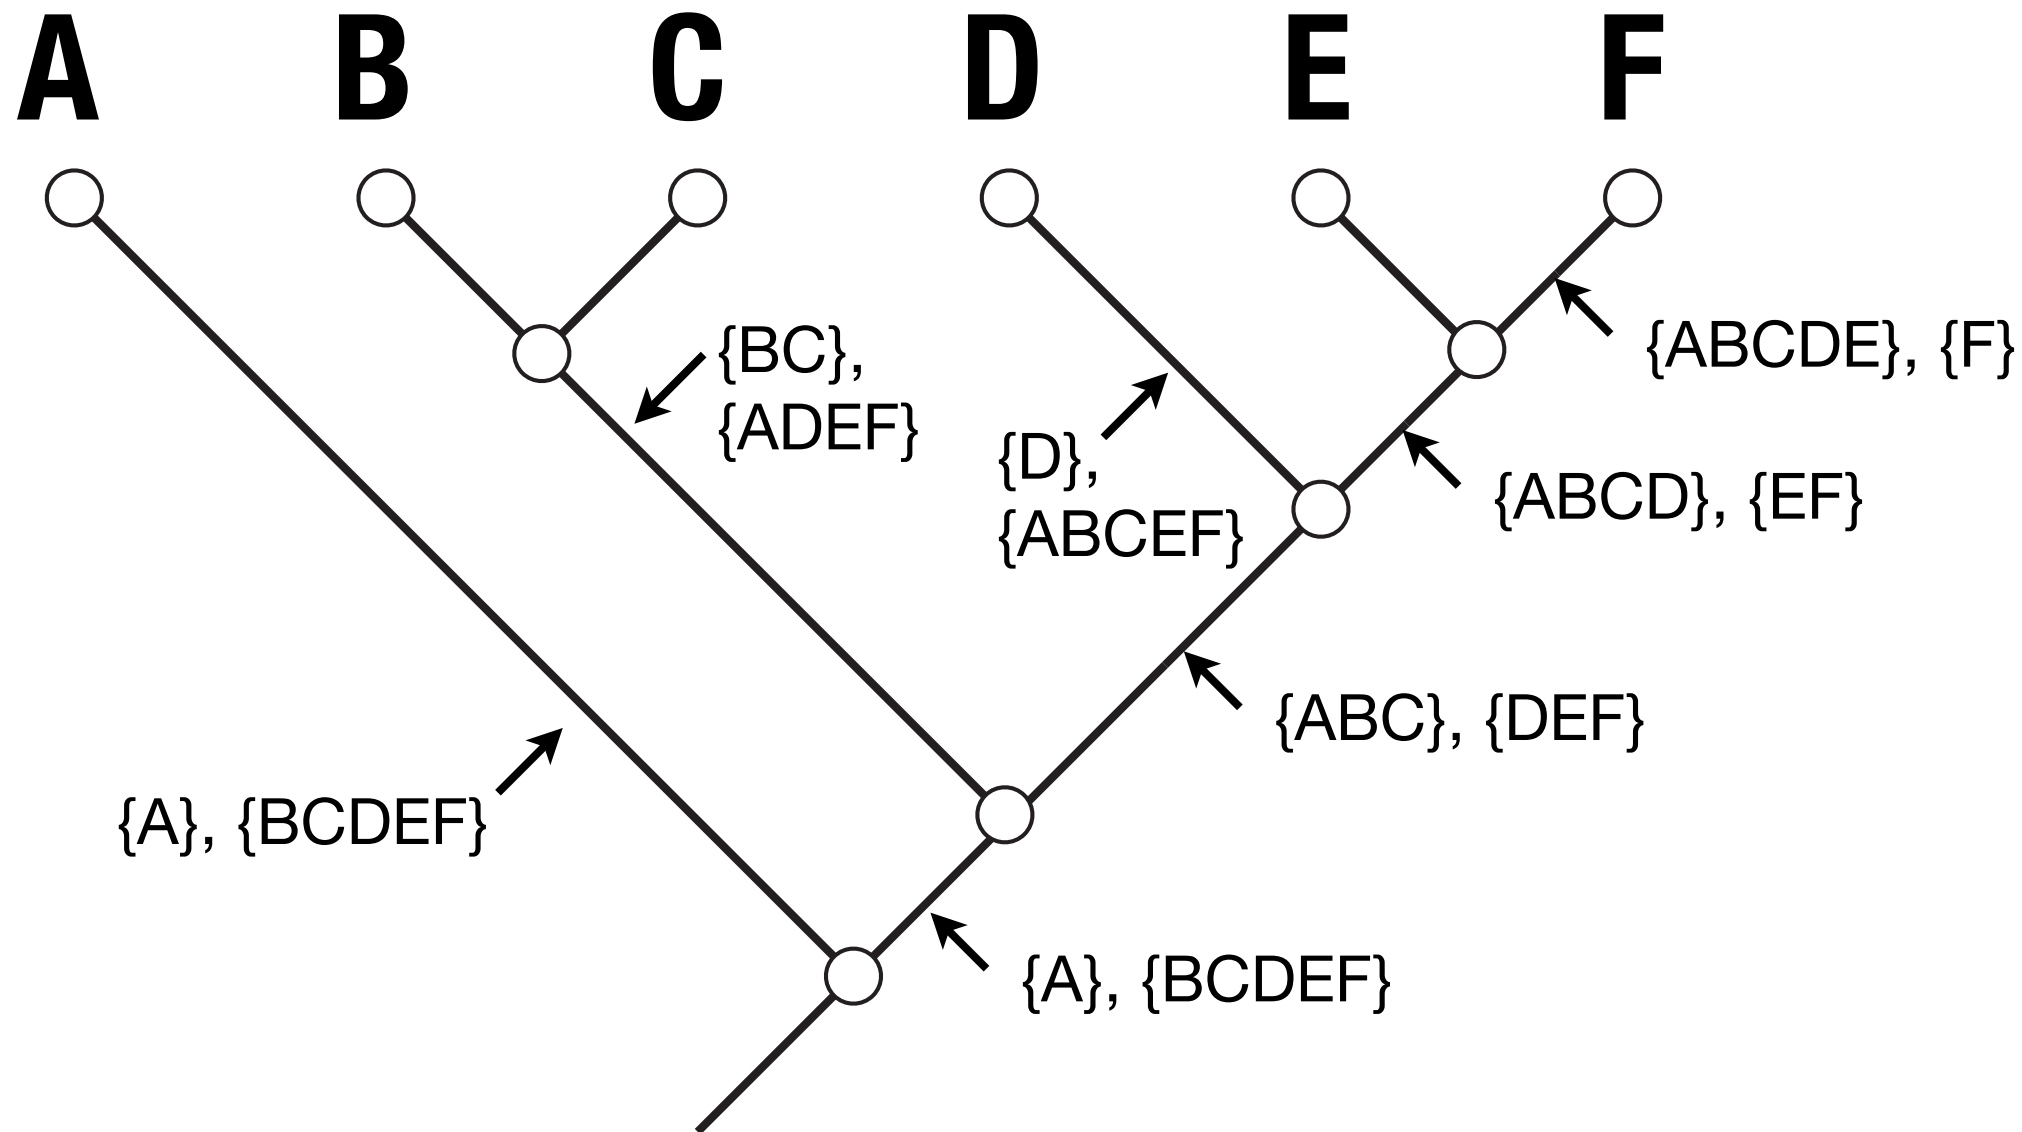 A B C D E F
{BC},
{ADEF}
{ABCDE}, {F}
{D},
{ABCEF}
{ABCD}, {EF}
{ABC}, {DEF}
{A}, {BCDEF}
{A}, {BCDEF}